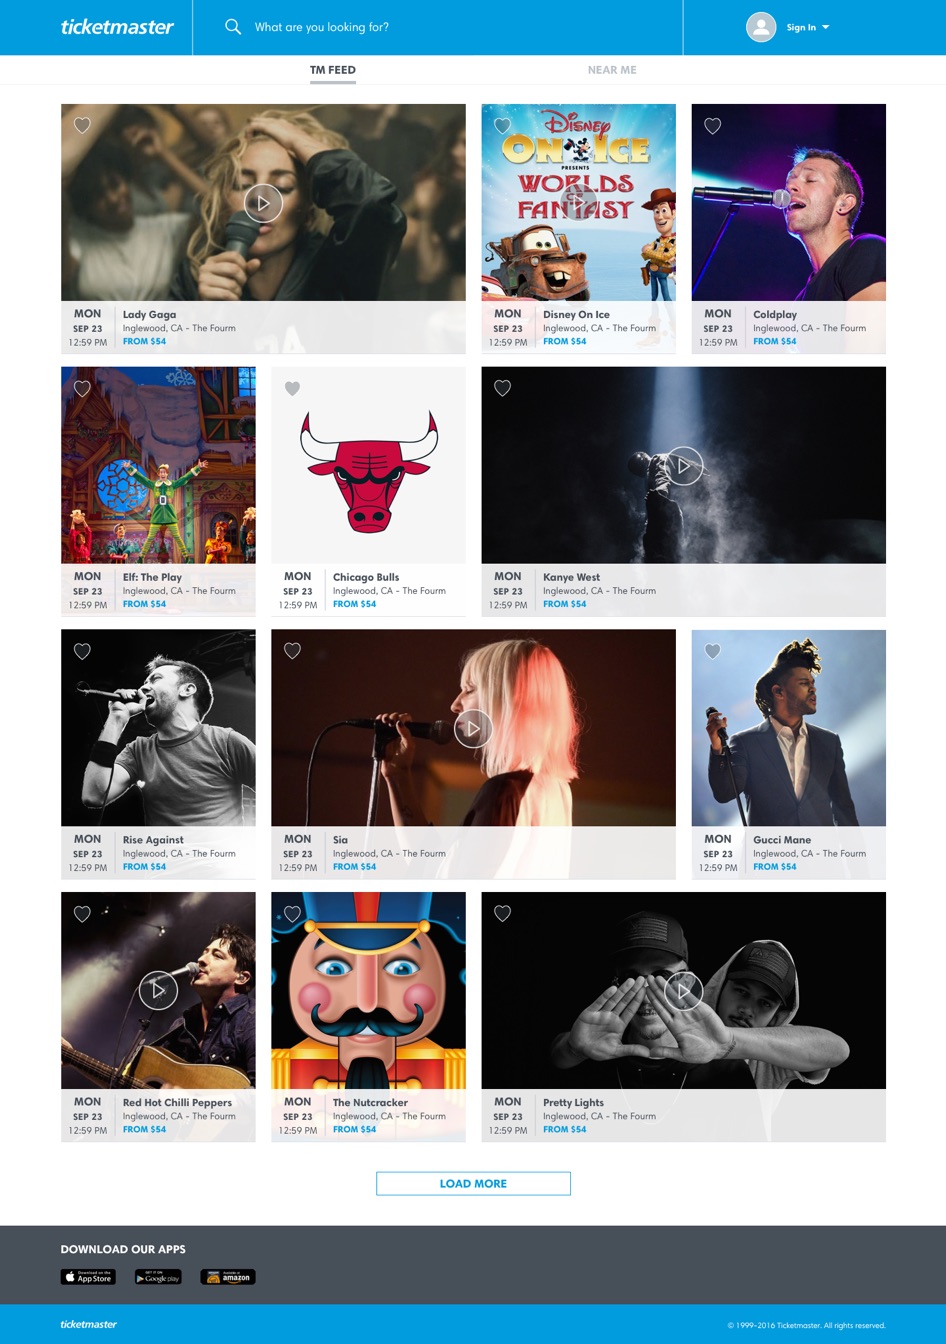 ticketmaster
What are you looking for?
Sign In
TM FEED
NEAR ME
DISNEY
ON ICE
PRESENTS
WORLDS
FANTASY
MON
SEP 23
12:59 PM
Lady Gaga
Inglewood, CA - The Fourm
FROM $54
MON
SEP 23
12:59 PM
Disney On Ice
Inglewood, CA - The Fourm
FROM $54
MON
SEP 23
12:59 PM
Coldplay
Inglewood, CA - The Fourm
FROM $54
MON
SEP 23
12:59 PM
Elf: The Play
Inglewood, CA - The Fourm
FROM $54
MON
SEP 23
12:59 PM
Chicago Bulls
Inglewood, CA - The Fourm
FROM $54
MON
SEP 23
12:59 PM
Kanye West
Inglewood, CA - The Fourm
FROM $54
MON
SEP 23
12:59 PM
Rise Against
Inglewood, CA - The Fourm
FROM $54
MON
SEP 23
12:59 PM
Sia
Inglewood, CA - The Fourm
FROM $54
MON
SEP 23
12:59 PM
Gucci Mane
Inglewood, CA - The Fourm
FROM $54
MON
SEP 23
12:59 PM
Red Hot Chilli Peppers
Inglewood, CA - The Fourm
FROM $54
MON
SEP 23
12:59 PM
The Nutcracker
Inglewood, CA - The Fourm
FROM $54
MON
SEP 23
12:59 PM
Pretty Lights
Inglewood, CA - The Fourm
FROM $54
LOAD MORE
DOWNLOAD OUR APPS
Download on the
App Store
GET IT ON
Google play
amazon
ticketmaster
© 1999-2016 Ticketmaster. All rights reserved.